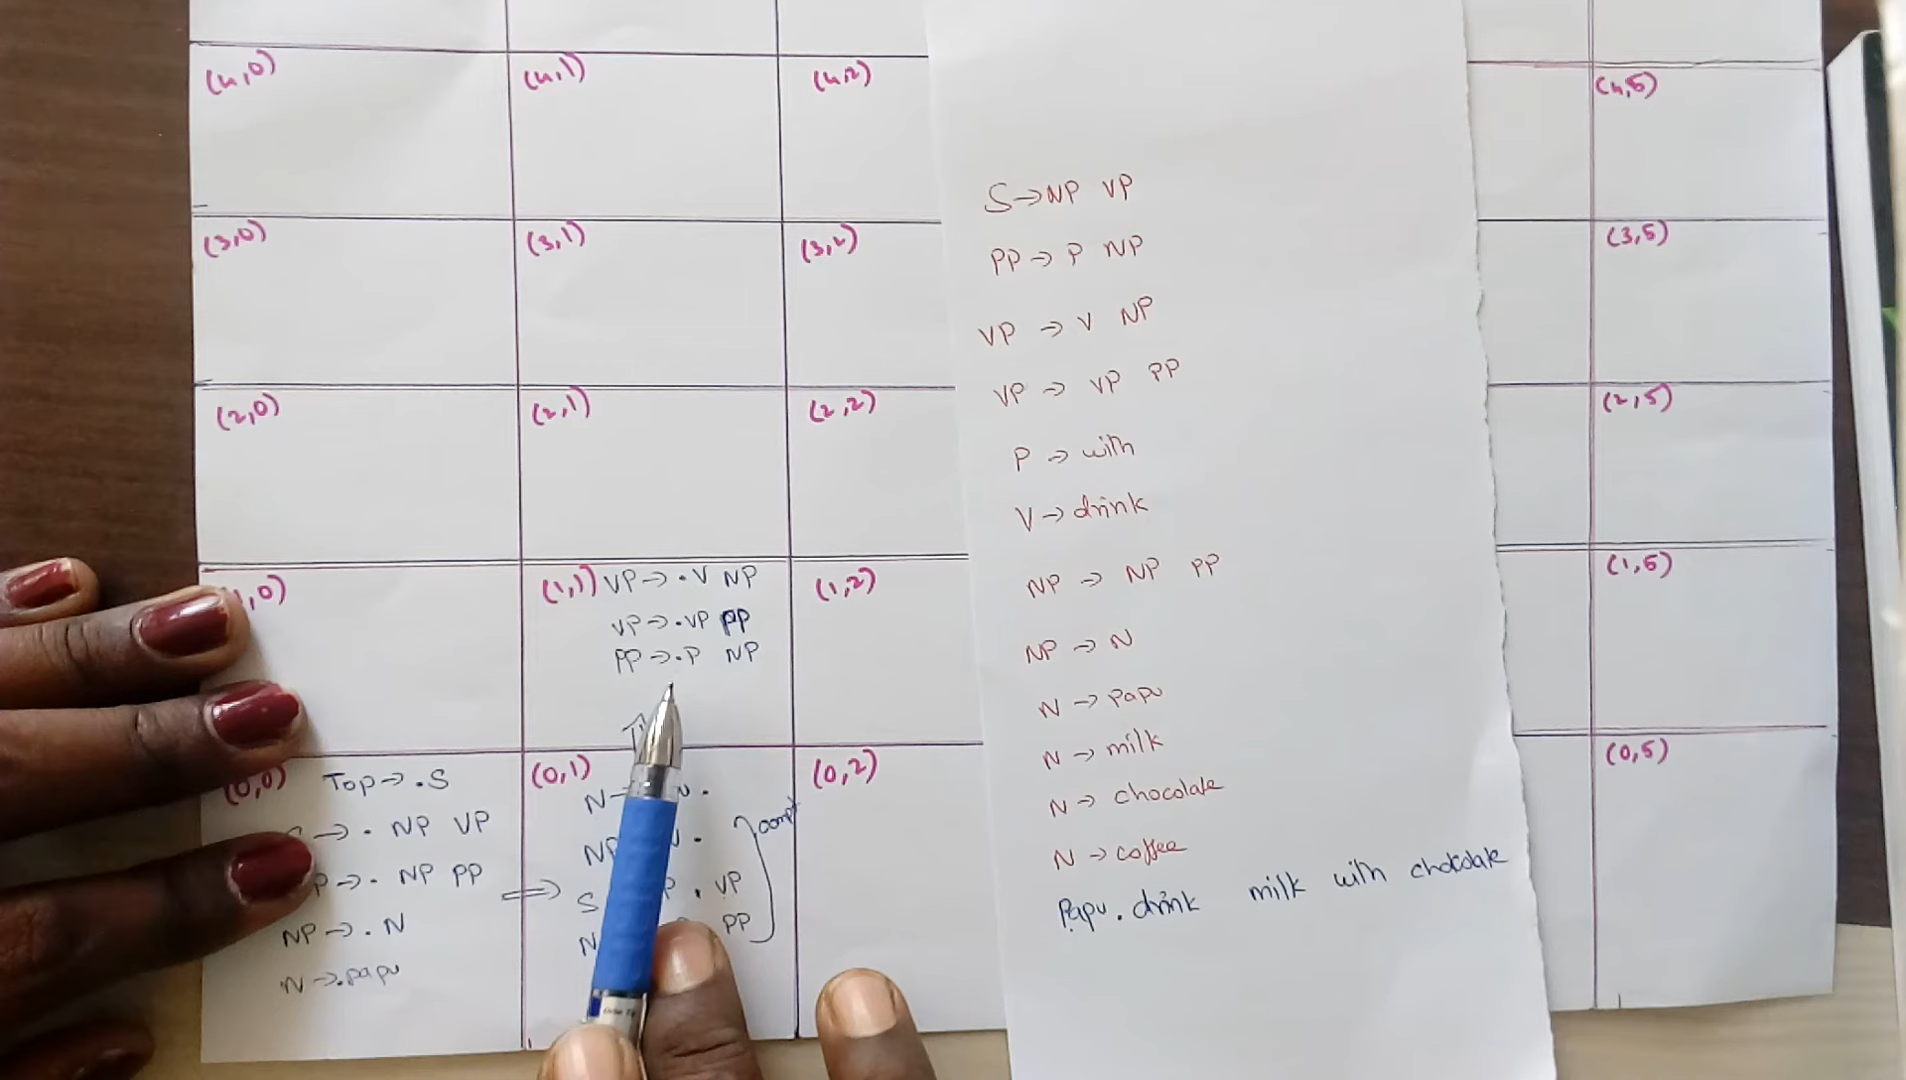 (4,0) (4,1) (4,2) (4,5)
(3,0) (3,1) (3,2) (3,5)
(2,0) (2,1) (2,2) (2,5)
,0) (1,1) VP → .V NP (1,2) (1,5)
VP → .VP PP
PP → .P NP
(0,0) Top → .S (0,1) (0,2) (0,5)
→ . NP VP
P → . NP PP
NP → . N
N → .papu
N .
NP .
S . VP
N PP
S → NP VP
PP → P NP
VP → V NP
VP → VP PP
P → with
V → drink
NP → NP PP
NP → N
N → papu
N → milk
N → chocolate
N → coffee
Papu . drink milk with chocolate